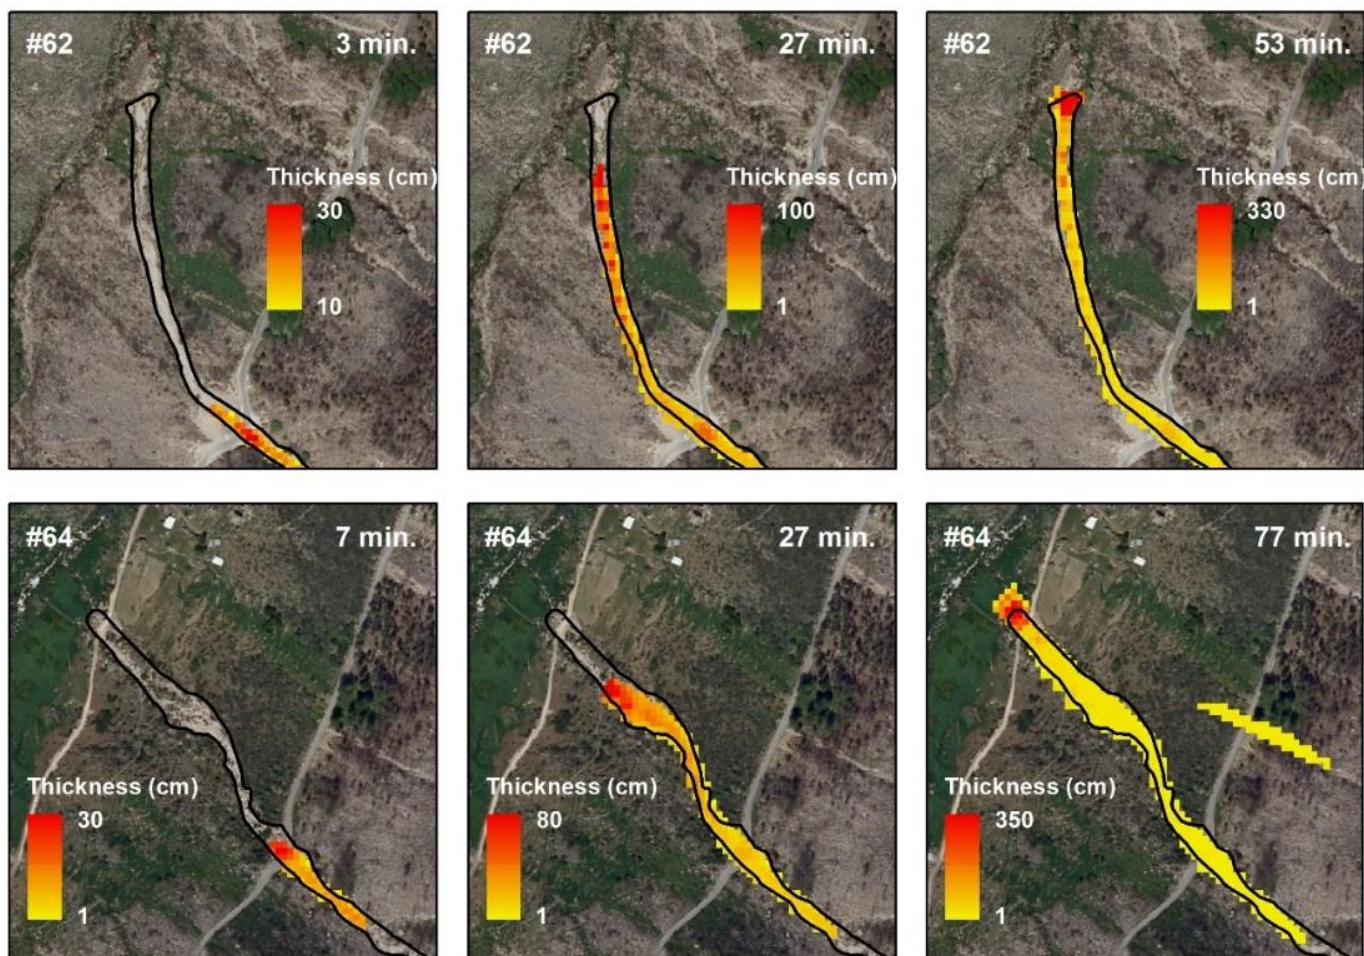 #62 3 min.
Thickness (cm)
30
10
#62 27 min.
Thickness (cm)
100
1
#62 53 min.
Thickness (cm)
330
1
#64 7 min.
Thickness (cm)
30
1
#64 27 min.
Thickness (cm)
80
1
#64 77 min.
Thickness (cm)
350
1